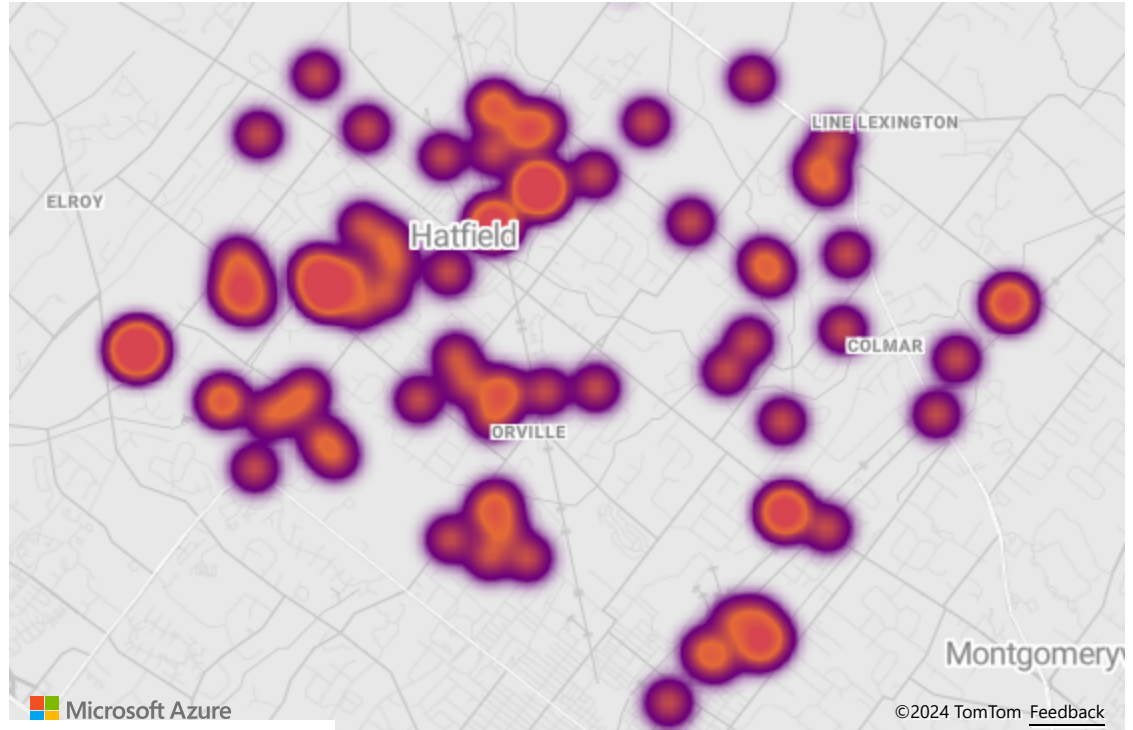 LINE LEXINGTON
ELROY
Hatfield
COLMAR
ORVILLE
Montgomeryv
Microsoft Azure
©2024 TomTom Feedback